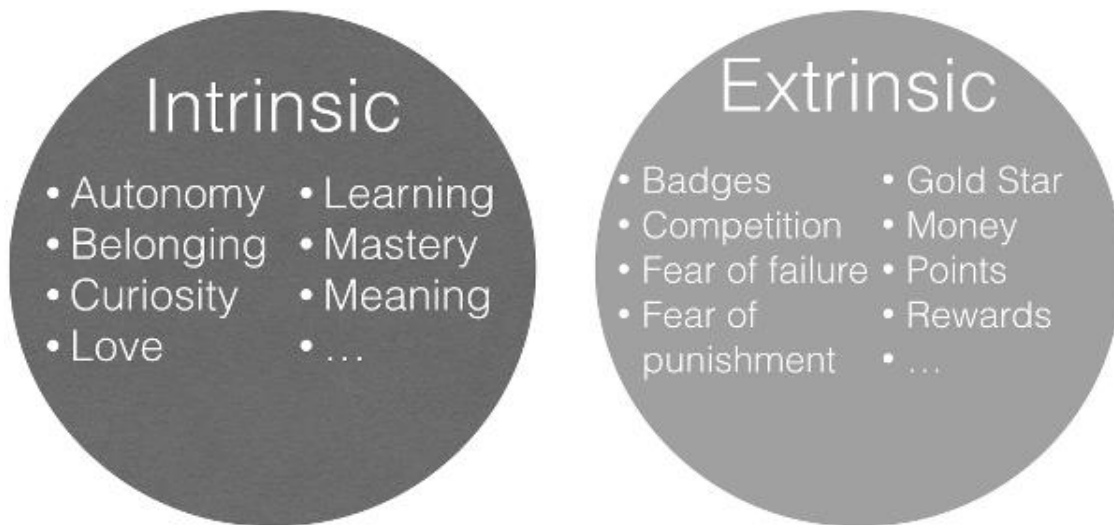 Intrinsic
• Autonomy
• Belonging
• Curiosity
• Love
• Learning
• Mastery
• Meaning
• ...
Extrinsic
• Badges
• Competition
• Fear of failure
• Fear of
punishment
• Gold Star
• Money
• Points
• Rewards
• ...